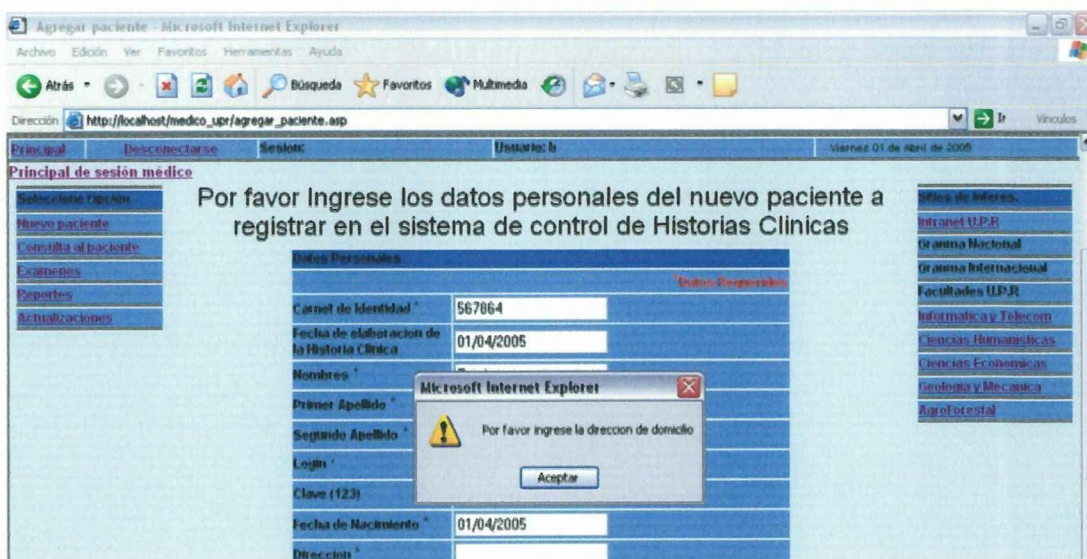 Agregar paciente - Microsoft Internet Explorer
Archivo Edición Ver Favoritos Herramientas Ayuda
Atrás Búsqueda Favoritos Multimedia
Dirección http://localhost/medico_upr/agregar_paciente.asp Ir Vínculos
Principal Desconectarse Sesion: Usuario: b Viernes 01 de Abril de 2005
Principal de sesión médico
Seleccione Opcion
Nuevo paciente
Consulta al paciente
Examenes
Reportes
Actualizaciones
Por favor Ingrese los datos personales del nuevo paciente a
registrar en el sistema de control de Historias Clinicas
Datos Personales
*Datos Requeridos
Carnet de Identidad * 567864
Fecha de elaboracion de
la Historia Clinica 01/04/2005
Nombres *
Primer Apellido *
Segundo Apellido *
Login *
Clave (123)
Fecha de Nacimiento * 01/04/2005
Direccion *
Microsoft Internet Explorer
Por favor ingrese la direccion de domicilio
Aceptar
Sitios de Interes.
Intranet U.P.R
Granma Nacional
Granma Internacional
Facultades U.P.R
Informatica y Telecom
Ciencias Humanisticas
Ciencias Economicas
Geologia y Mecanica
AgroForestal